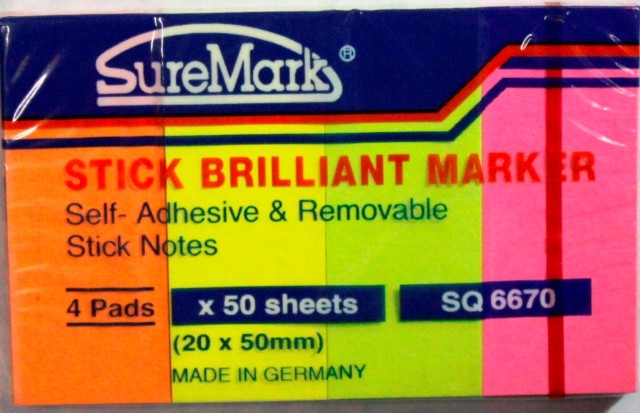 SureMark®
STICK BRILLIANT MARKER
Self- Adhesive & Removable
Stick Notes
4 Pads x 50 sheets SQ 6670
(20 x 50mm)
MADE IN GERMANY